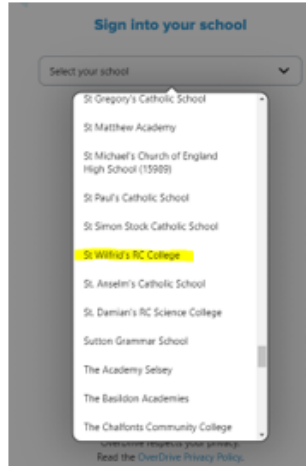 Sign into your school
Select your school
St Gregory's Catholic School
St Matthew Academy
St Michael's Church of England
High School (15989)
St Paul's Catholic School
St Simon Stock Catholic School
St Wilfrid's RC College
St. Anselm's Catholic School
St. Damian's RC Science College
Sutton Grammar School
The Academy Selsey
The Basildon Academies
The Chalfonts Community College
OverDrive respects your privacy.
Read the OverDrive Privacy Policy.